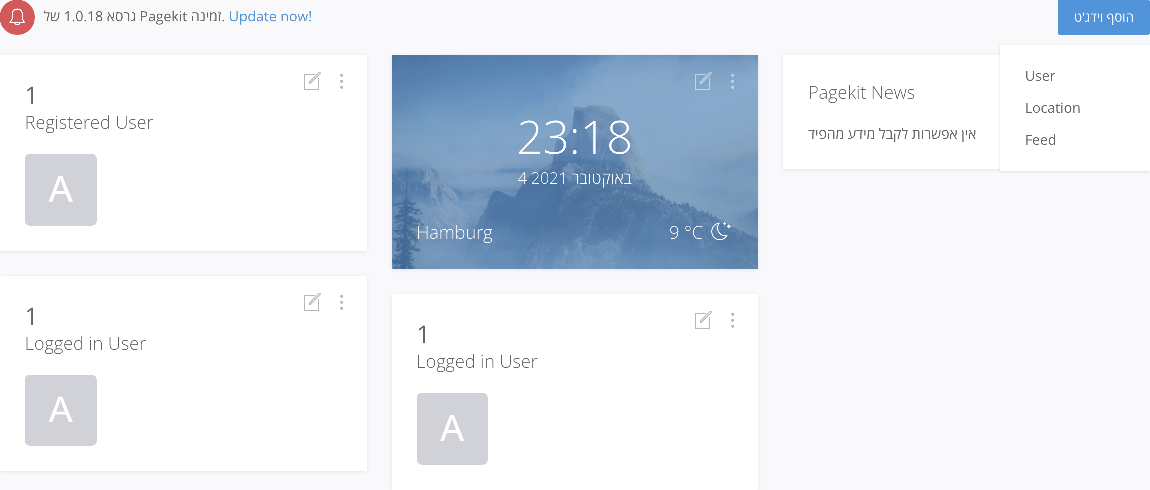 גרסא 1.0.18 של Pagekit זמינה. Update now!
הוסף וידג'ט
User
Location
Feed
1
Registered User
A
1
Logged in User
A
23:18
4 באוקטובר 2021
Hamburg
9 °C
1
Logged in User
A
Pagekit News
אין אפשרות לקבל מידע מהפיד